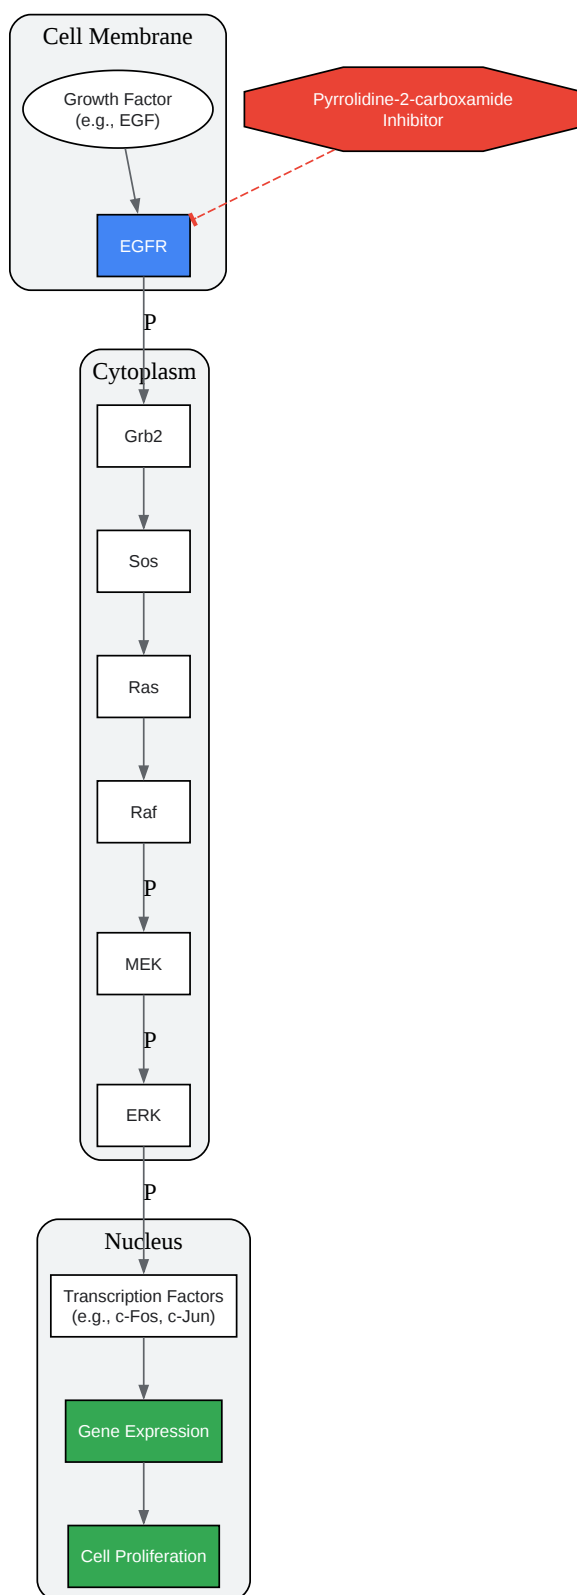 Cell Membrane
Growth Factor
(e.g., EGF)
Pyrrolidine-2-carboxamide
Inhibitor
EGFR
P
Cytoplasm
Grb2
Sos
Ras
Raf
P
MEK
P
ERK
P
Nucleus
Transcription Factors
(e.g., c-Fos, c-Jun)
Gene Expression
Cell Proliferation